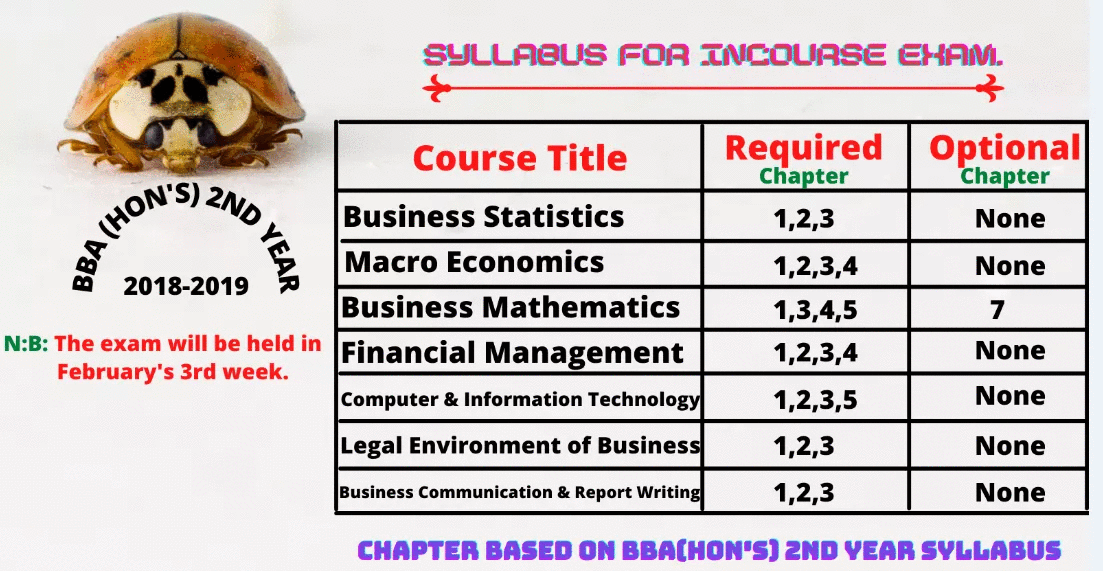 SYLLABUS FOR INCOURSE EXAM.
BBA (HON'S) 2ND YEAR
2018-2019
N:B: The exam will be held in
February's 3rd week.
Course Title Required Chapter Optional Chapter
Business Statistics 1,2,3 None
Macro Economics 1,2,3,4 None
Business Mathematics 1,3,4,5 7
Financial Management 1,2,3,4 None
Computer & Information Technology 1,2,3,5 None
Legal Environment of Business 1,2,3 None
Business Communication & Report Writing 1,2,3 None
CHAPTER BASED ON BBA(HON'S) 2ND YEAR SYLLABUS